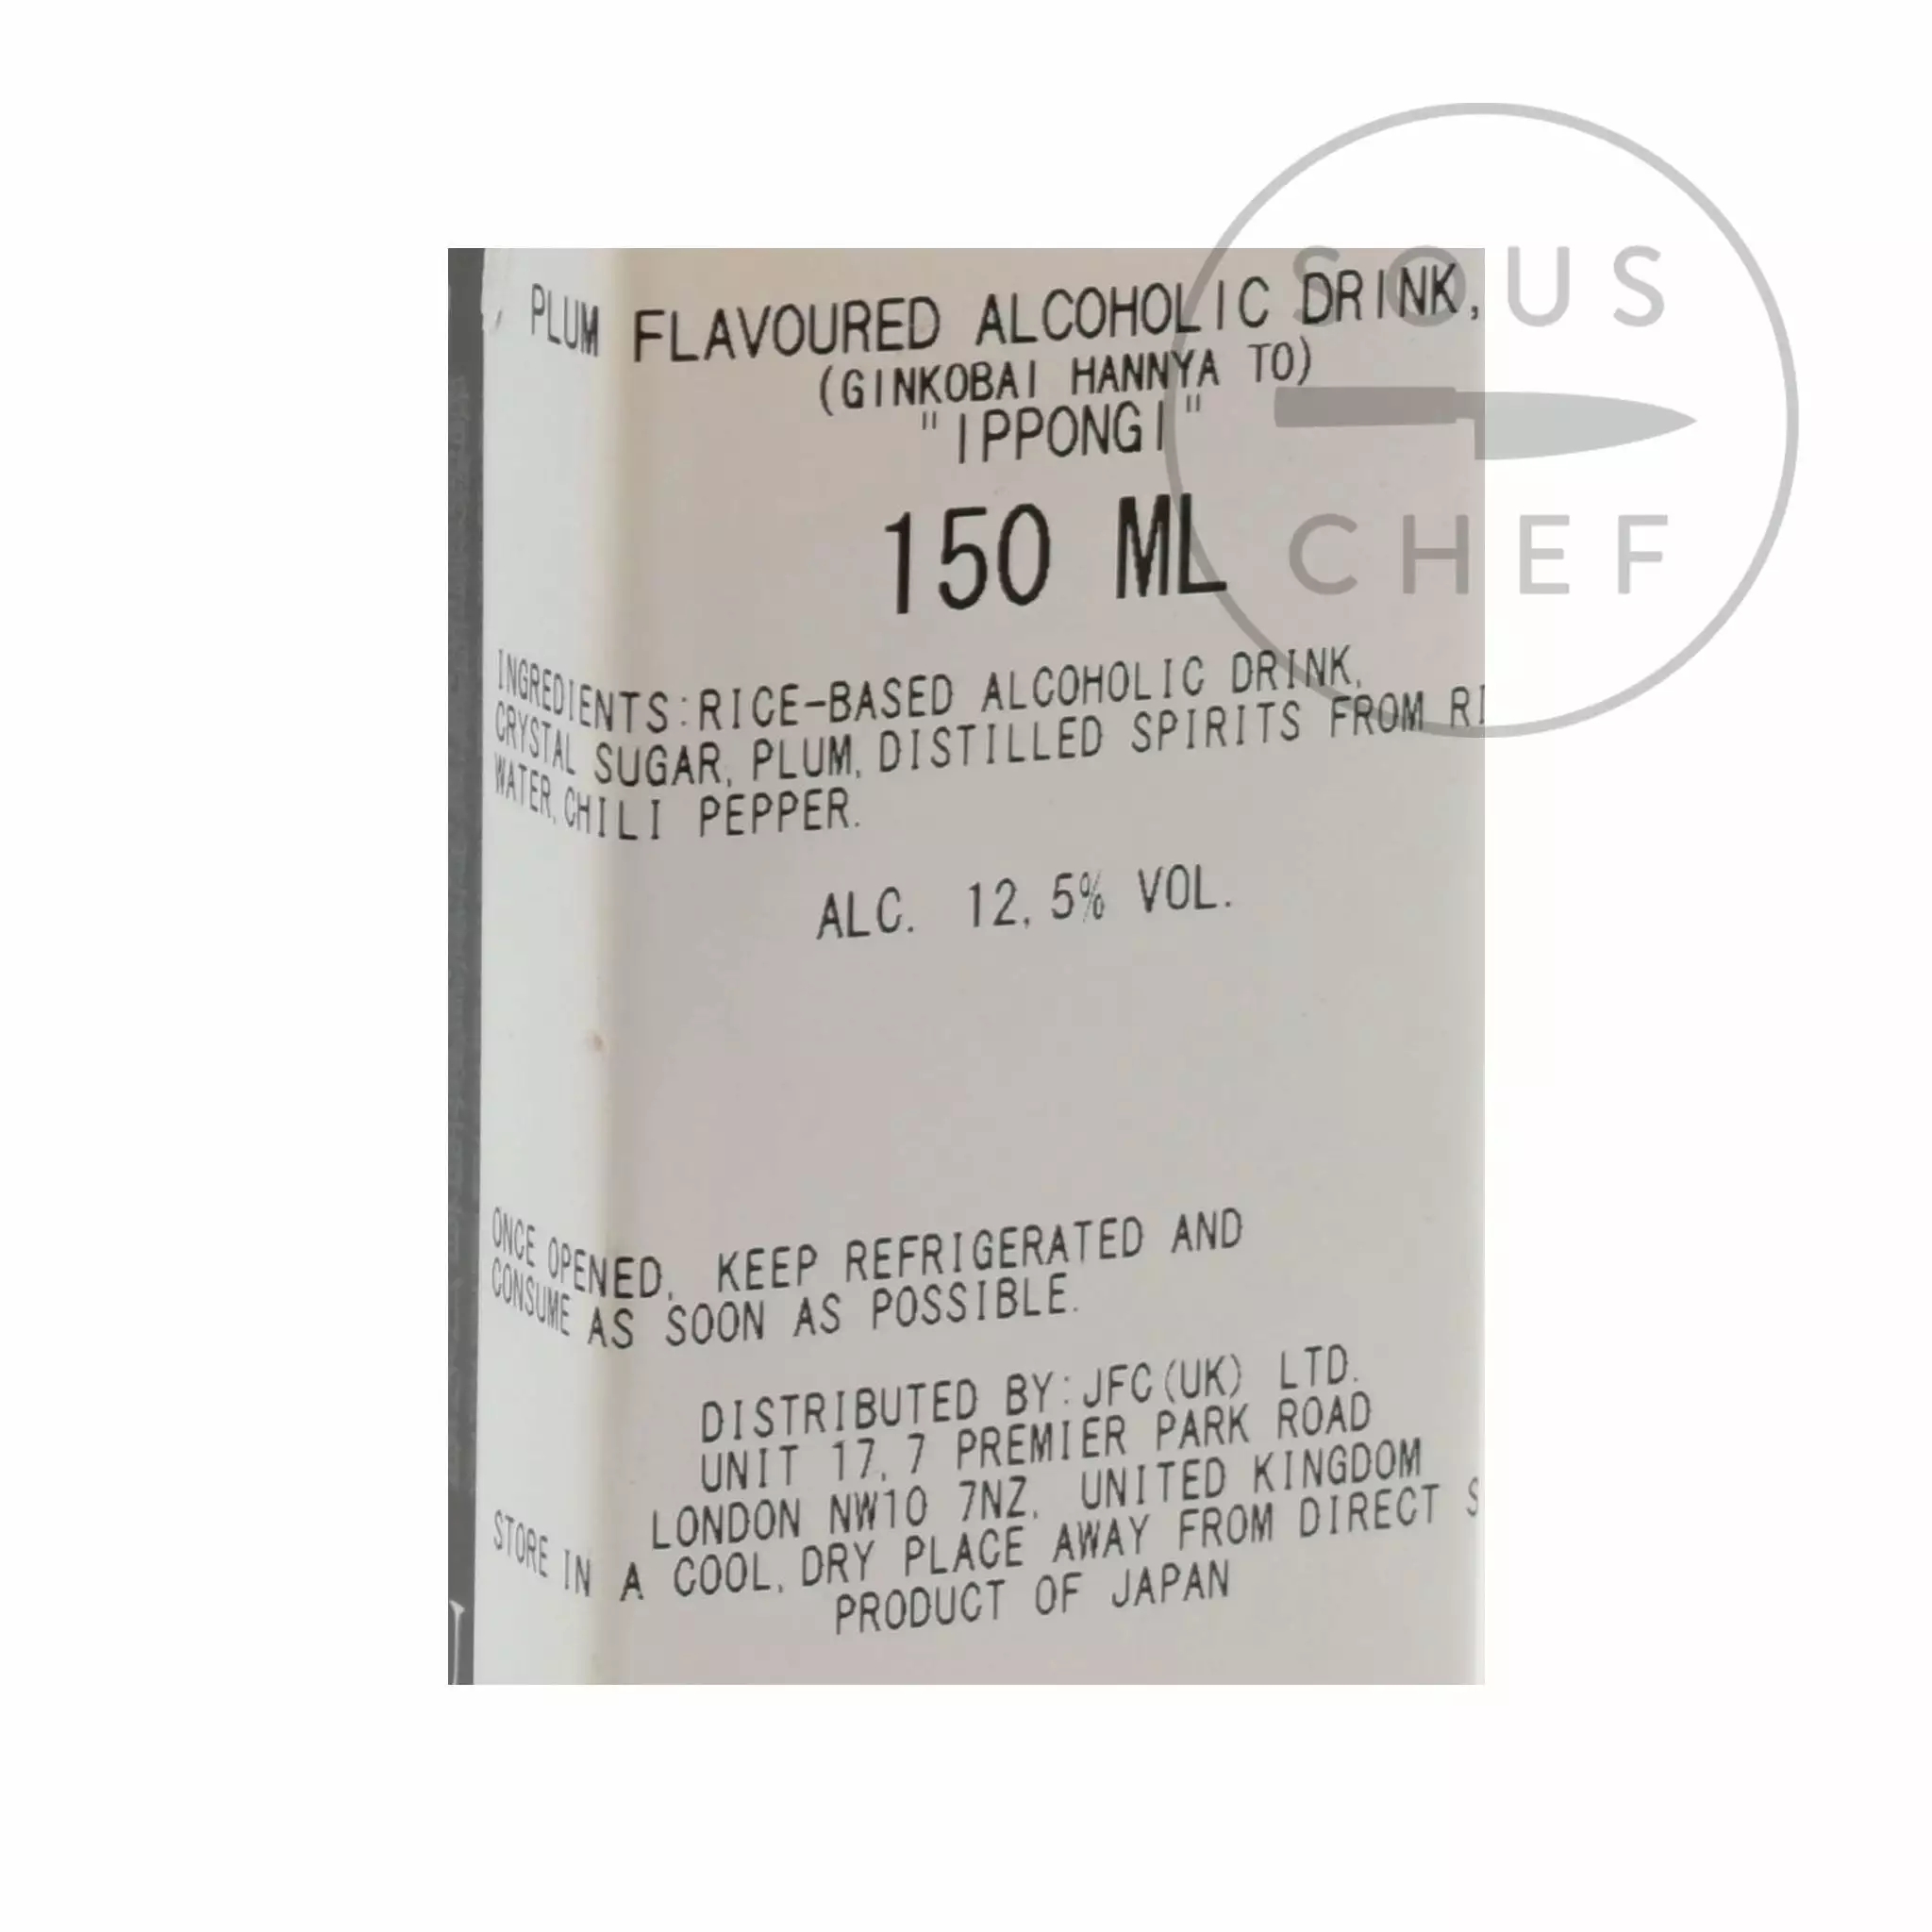 PLUM FLAVOURED ALCOHOLIC DRINK,
(GINKOBAI HANNYA TO)
"IPPONGI"
150 ML
INGREDIENTS:RICE-BASED ALCOHOLIC DRINK,
CRYSTAL SUGAR, PLUM, DISTILLED SPIRITS FROM RI
WATER, CHILI PEPPER.
ALC. 12,5% VOL.
ONCE OPENED, KEEP REFRIGERATED AND
CONSUME AS SOON AS POSSIBLE.
DISTRIBUTED BY:JFC(UK) LTD.
UNIT 17, 7 PREMIER PARK ROAD
LONDON NW10 7NZ, UNITED KINGDOM
STORE IN A COOL, DRY PLACE AWAY FROM DIRECT S
PRODUCT OF JAPAN
SOUS
CHEF